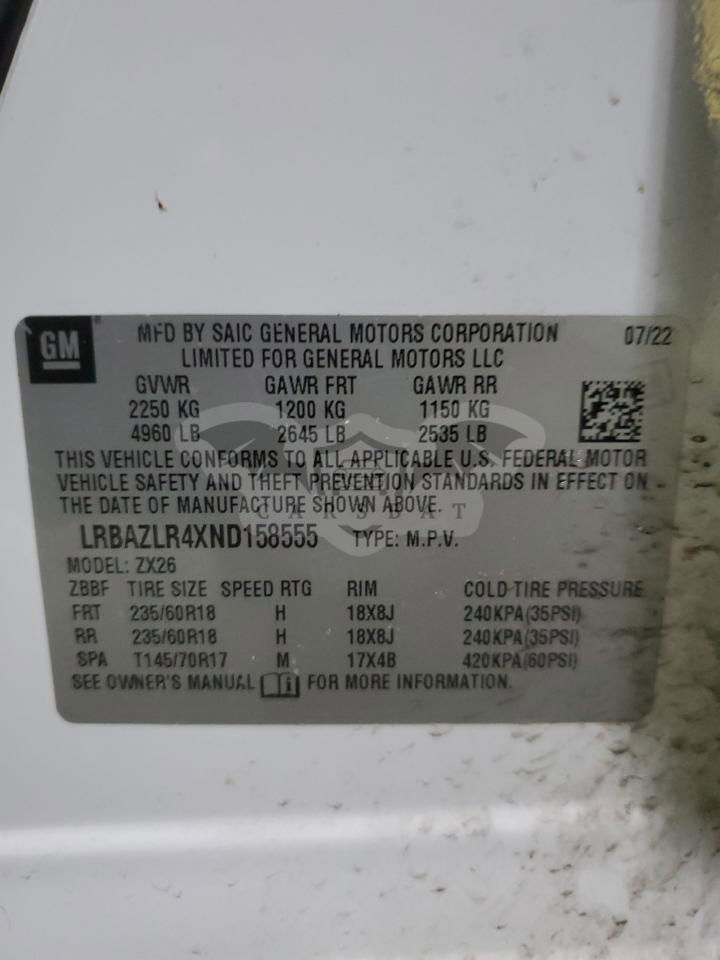 GM
MFD BY SAIC GENERAL MOTORS CORPORATION 07/22
LIMITED FOR GENERAL MOTORS LLC
GVWR GAWR FRT GAWR RR
2250 KG 1200 KG 1150 KG
4960 LB 2645 LB 2535 LB
THIS VEHICLE CONFORMS TO ALL APPLICABLE U.S. FEDERAL MOTOR
VEHICLE SAFETY AND THEFT PREVENTION STANDARDS IN EFFECT ON
THE DATE OF MANUFACTURE SHOWN ABOVE.
CARSBAT
LRBAZLR4XND158555 TYPE: M.P.V.
MODEL: ZX26
ZBBF TIRE SIZE SPEED RTG RIM COLD TIRE PRESSURE
FRT 235/60R18 H 18X8J 240KPA(35PSI)
RR 235/60R18 H 18X8J 240KPA(35PSI)
SPA T145/70R17 M 17X4B 420KPA(60PSI)
SEE OWNER'S MANUAL FOR MORE INFORMATION.